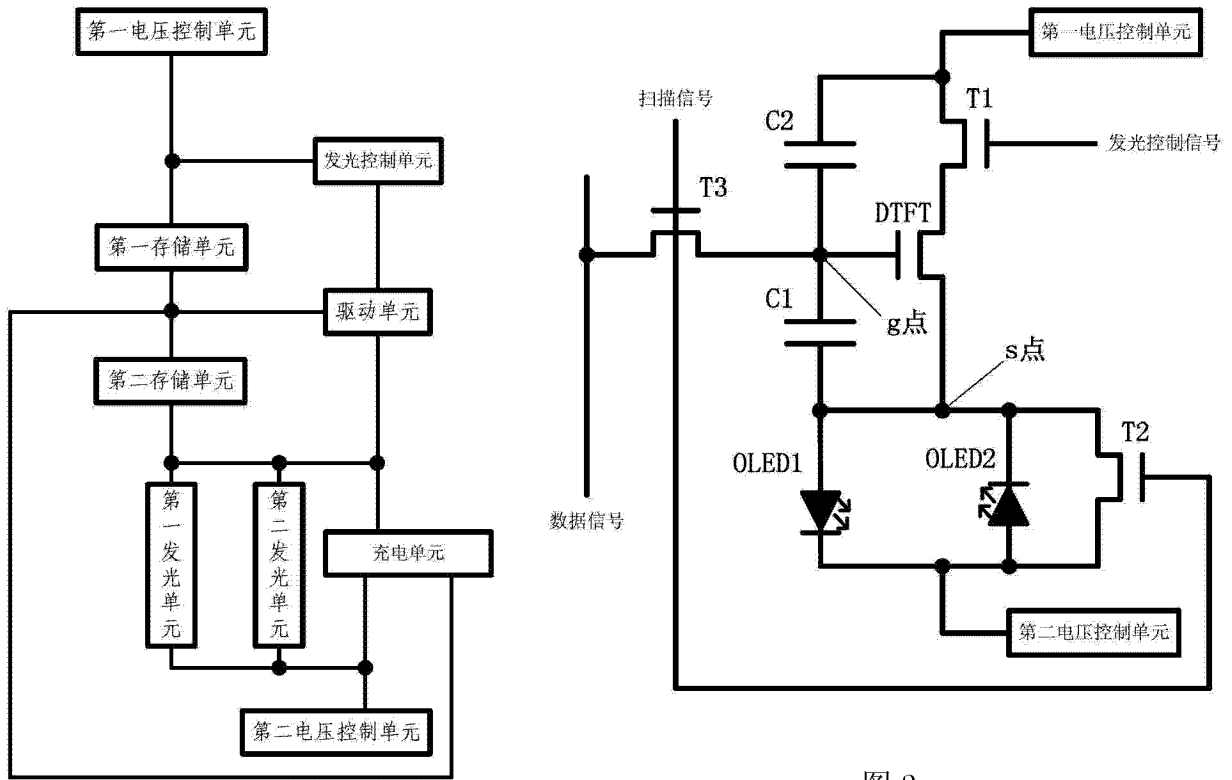 第一电压控制单元
发光控制单元
第一存储单元
驱动单元
第二存储单元
第一发光单元
第二发光单元
充电单元
第二电压控制单元
第一电压控制单元
扫描信号
T1
C2
发光控制信号
T3
DTFT
C1
g点
s点
T2
OLED1
OLED2
数据信号
第二电压控制单元